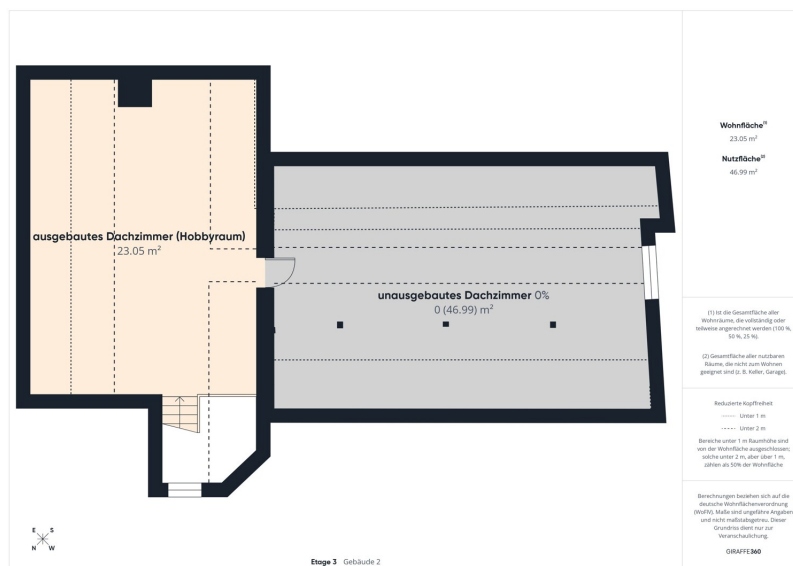 ausgebautes Dachzimmer (Hobbyraum)
23.05 m²
unausgebautes Dachzimmer 0%
0 (46.99) m²
Wohnfläche⁽¹⁾
23.05 m²
Nutzfläche⁽²⁾
46.99 m²
(1) Ist die Gesamtfläche aller
Wohnräume, die vollständig oder
teilweise angerechnet werden (100 %,
50 %, 25 %).
(2) Gesamtfläche aller nutzbaren
Räume, die nicht zum Wohnen
geeignet sind (z. B. Keller, Garage).
Reduzierte Kopffreiheit
Unter 1 m
Unter 2 m
Bereiche unter 1 m Raumhöhe sind
von der Wohnfläche ausgeschlossen;
solche unter 2 m, aber über 1 m,
zählen als 50% der Wohnfläche
Berechnungen beziehen sich auf die
deutsche Wohnflächenverordnung
(WoFlV). Maße sind ungefähre Angaben
und nicht maßstabsgetreu. Dieser
Grundriss dient nur zur
Veranschaulichung.
GIRAFFE360
E S
N W
Etage 3 Gebäude 2